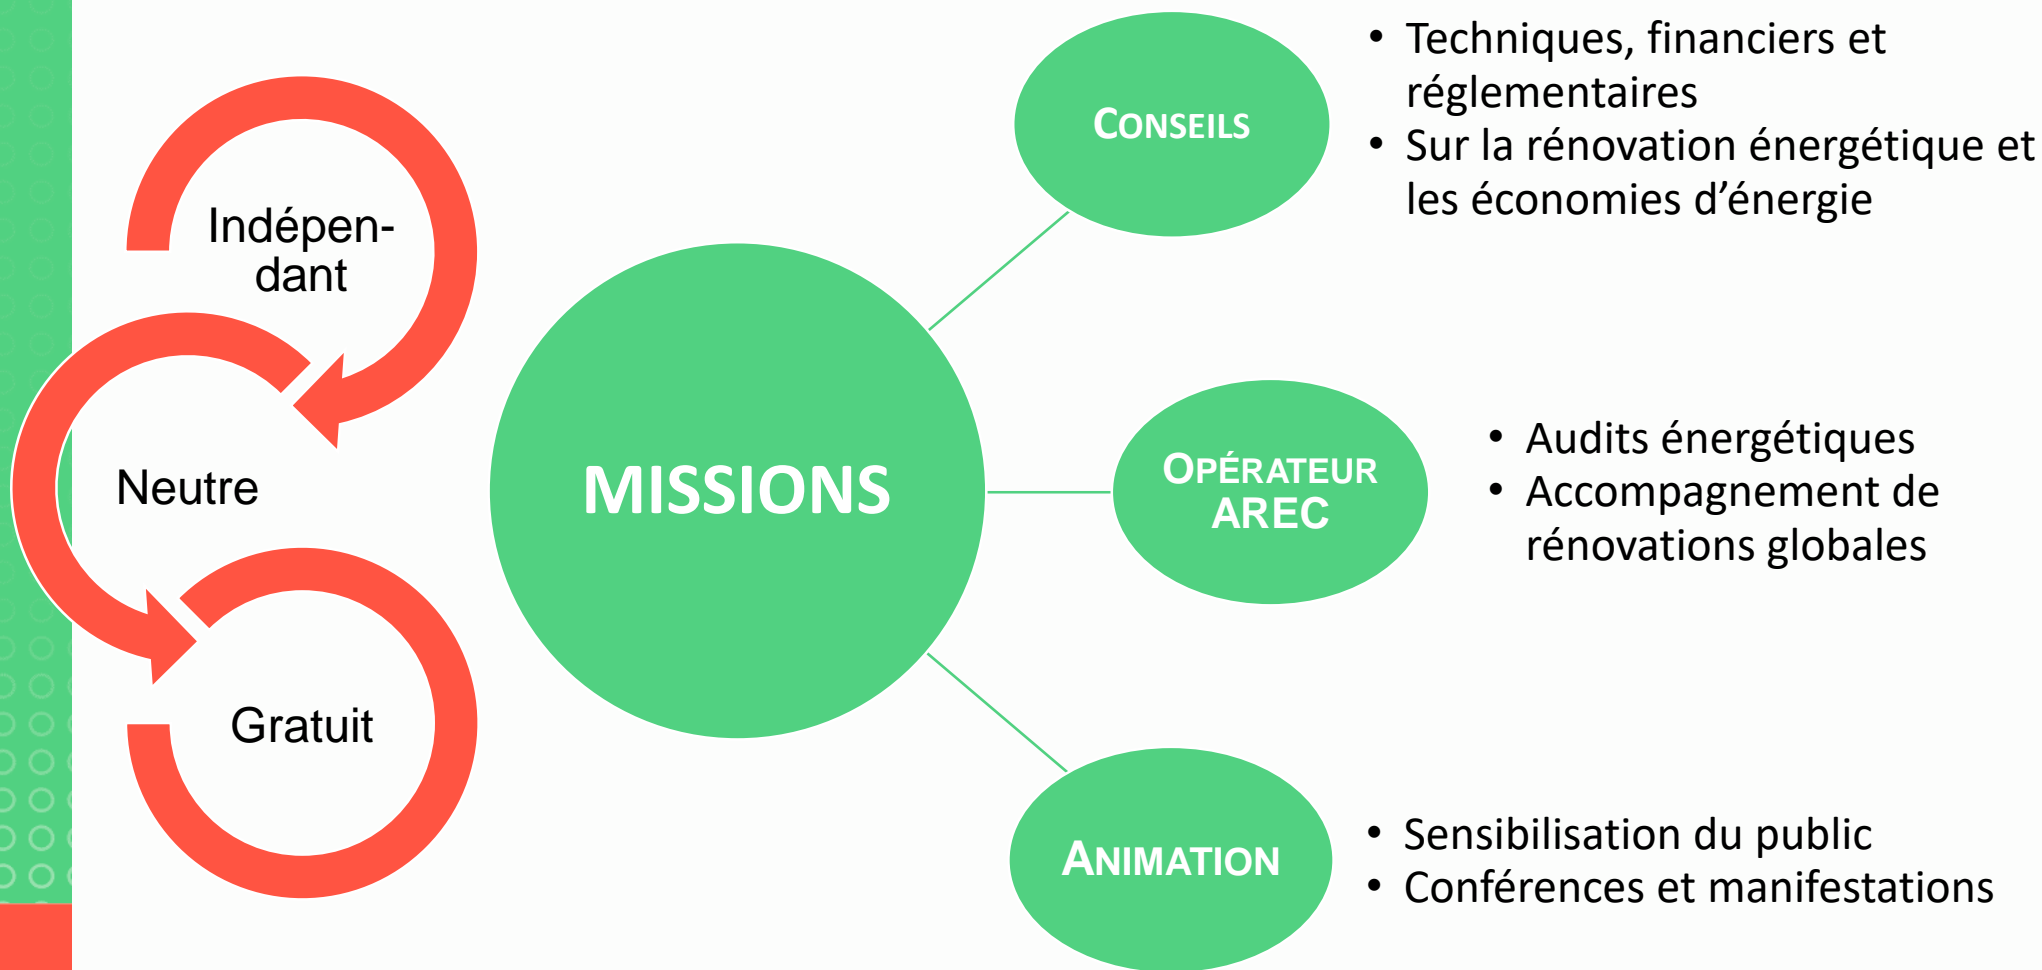 Indépen-
dant
Neutre
Gratuit
MISSIONS
CONSEILS
• Techniques, financiers et
réglementaires
• Sur la rénovation énergétique et
les économies d’énergie
OPÉRATEUR
AREC
• Audits énergétiques
• Accompagnement de
rénovations globales
ANIMATION
• Sensibilisation du public
• Conférences et manifestations